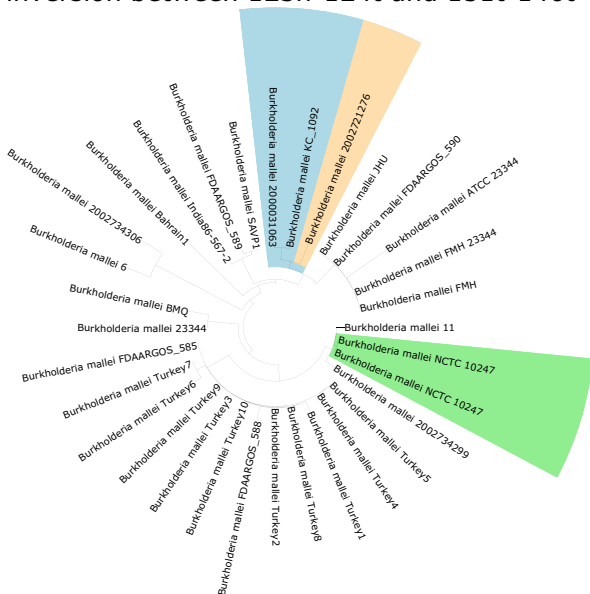 inversion between
and
Burkholderia mallei 2000031063
Burkholderia mallei KC_1092
Burkholderia mallei 2002721276
Burkholderia mallei JHU
Burkholderia mallei FDAARGOS_590
Burkholderia mallei ATCC 23344
Burkholderia mallei FMH 23344
Burkholderia mallei FMH
Burkholderia mallei 11
Burkholderia mallei NCTC 10247
Burkholderia mallei NCTC 10247
Burkholderia mallei 2002734299
Burkholderia mallei Turkey5
Burkholderia mallei Turkey4
Burkholderia mallei Turkey1
Burkholderia mallei Turkey8
Burkholderia mallei Turkey2
Burkholderia mallei FDAARGOS_588
Burkholderia mallei Turkey10
Burkholderia mallei Turkey3
Burkholderia mallei Turkey9
Burkholderia mallei Turkey6
Burkholderia mallei Turkey7
Burkholderia mallei FDAARGOS_585
Burkholderia mallei 23344
Burkholderia mallei BMQ
Burkholderia mallei 6
Burkholderia mallei 2002734306
Burkholderia mallei Bahrain1
Burkholderia mallei India86-567-2
Burkholderia mallei FDAARGOS_589
Burkholderia mallei SAVP1